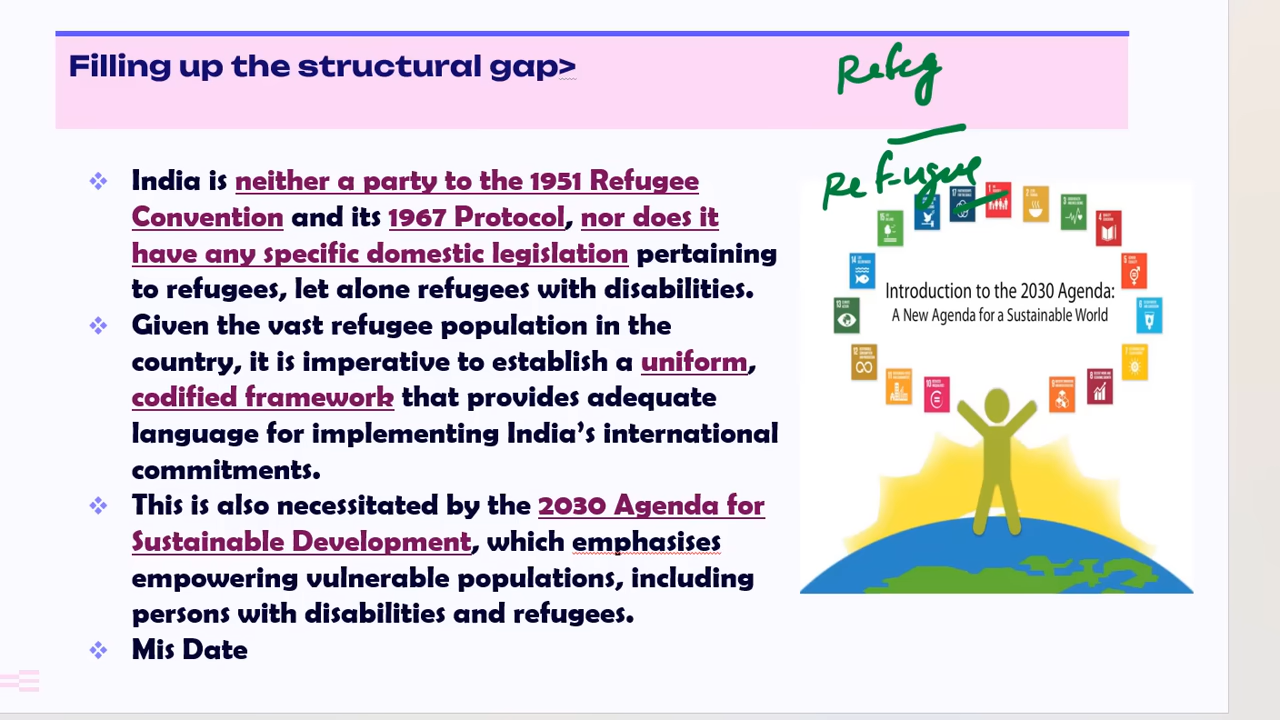 Filling up the structural gap>
Refug
Refugee
❖ India is neither a party to the 1951 Refugee
Convention and its 1967 Protocol, nor does it
have any specific domestic legislation pertaining
to refugees, let alone refugees with disabilities.
❖ Given the vast refugee population in the
country, it is imperative to establish a uniform,
codified framework that provides adequate
language for implementing India’s international
commitments.
❖ This is also necessitated by the 2030 Agenda for
Sustainable Development, which emphasises
empowering vulnerable populations, including
persons with disabilities and refugees.
❖ Mis Date
Introduction to the 2030 Agenda:
A New Agenda for a Sustainable World